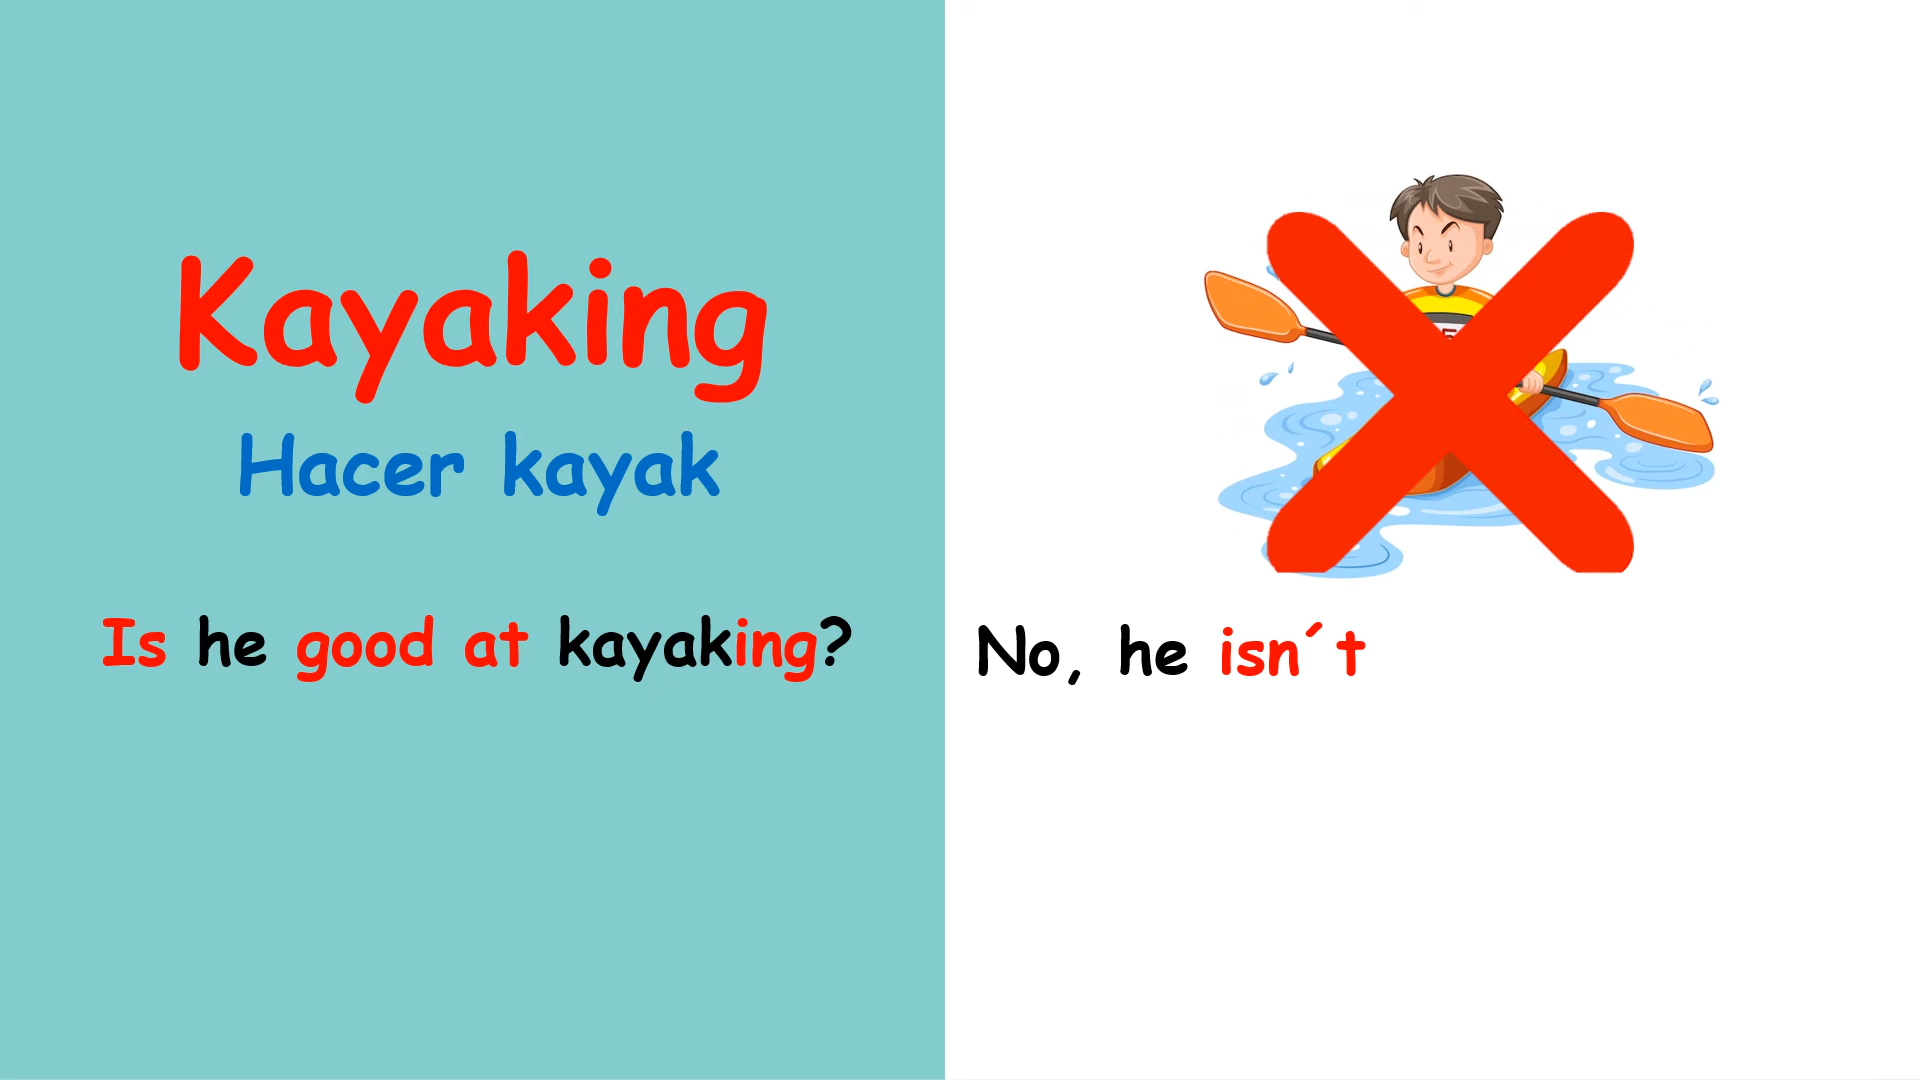 Kayaking
Hacer kayak
Is he good at kayaking?
No, he isn´t